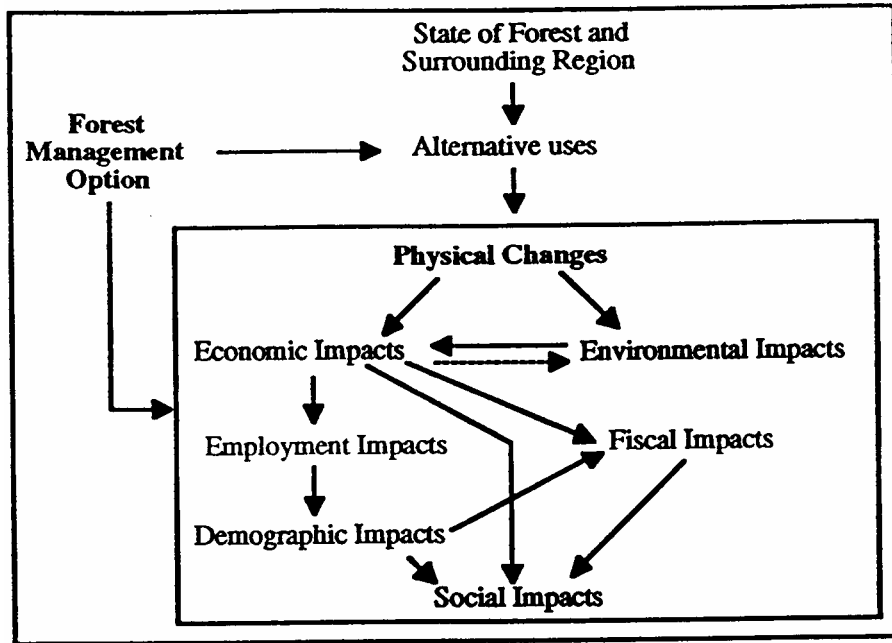 State of Forest and
Surrounding Region
Forest
Management
Option
Alternative uses
Physical Changes
Economic Impacts
Environmental Impacts
Employment Impacts
Fiscal Impacts
Demographic Impacts
Social Impacts